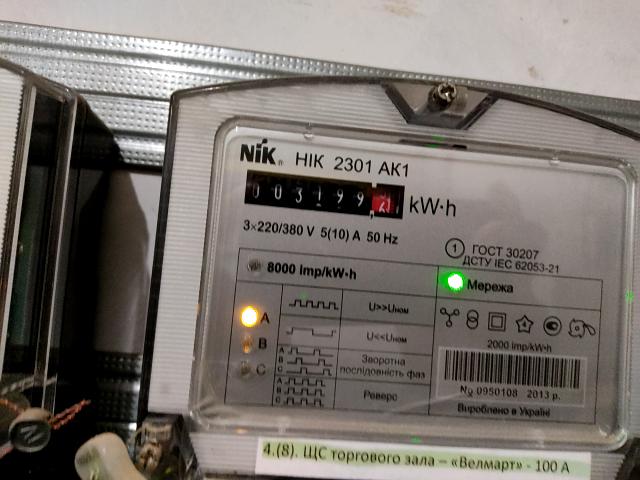 NiK® НІК 2301 АК1
kW·h
3×220/380 V 5(10) A 50 Hz
1 ГОСТ 30207
ДСТУ IEC 62053-21
8000 imp/kW·h
Мережа
A
U>>Uном
B
U<<Uном
C
A
B
C
Зворотна
послідовність фаз
A
B
C
Реверс
2000 imp/kW·h
№ 0950108 2013 р.
Вироблено в Україні
4.(8). ЩС торгового зала – «Велмарт» - 100 А